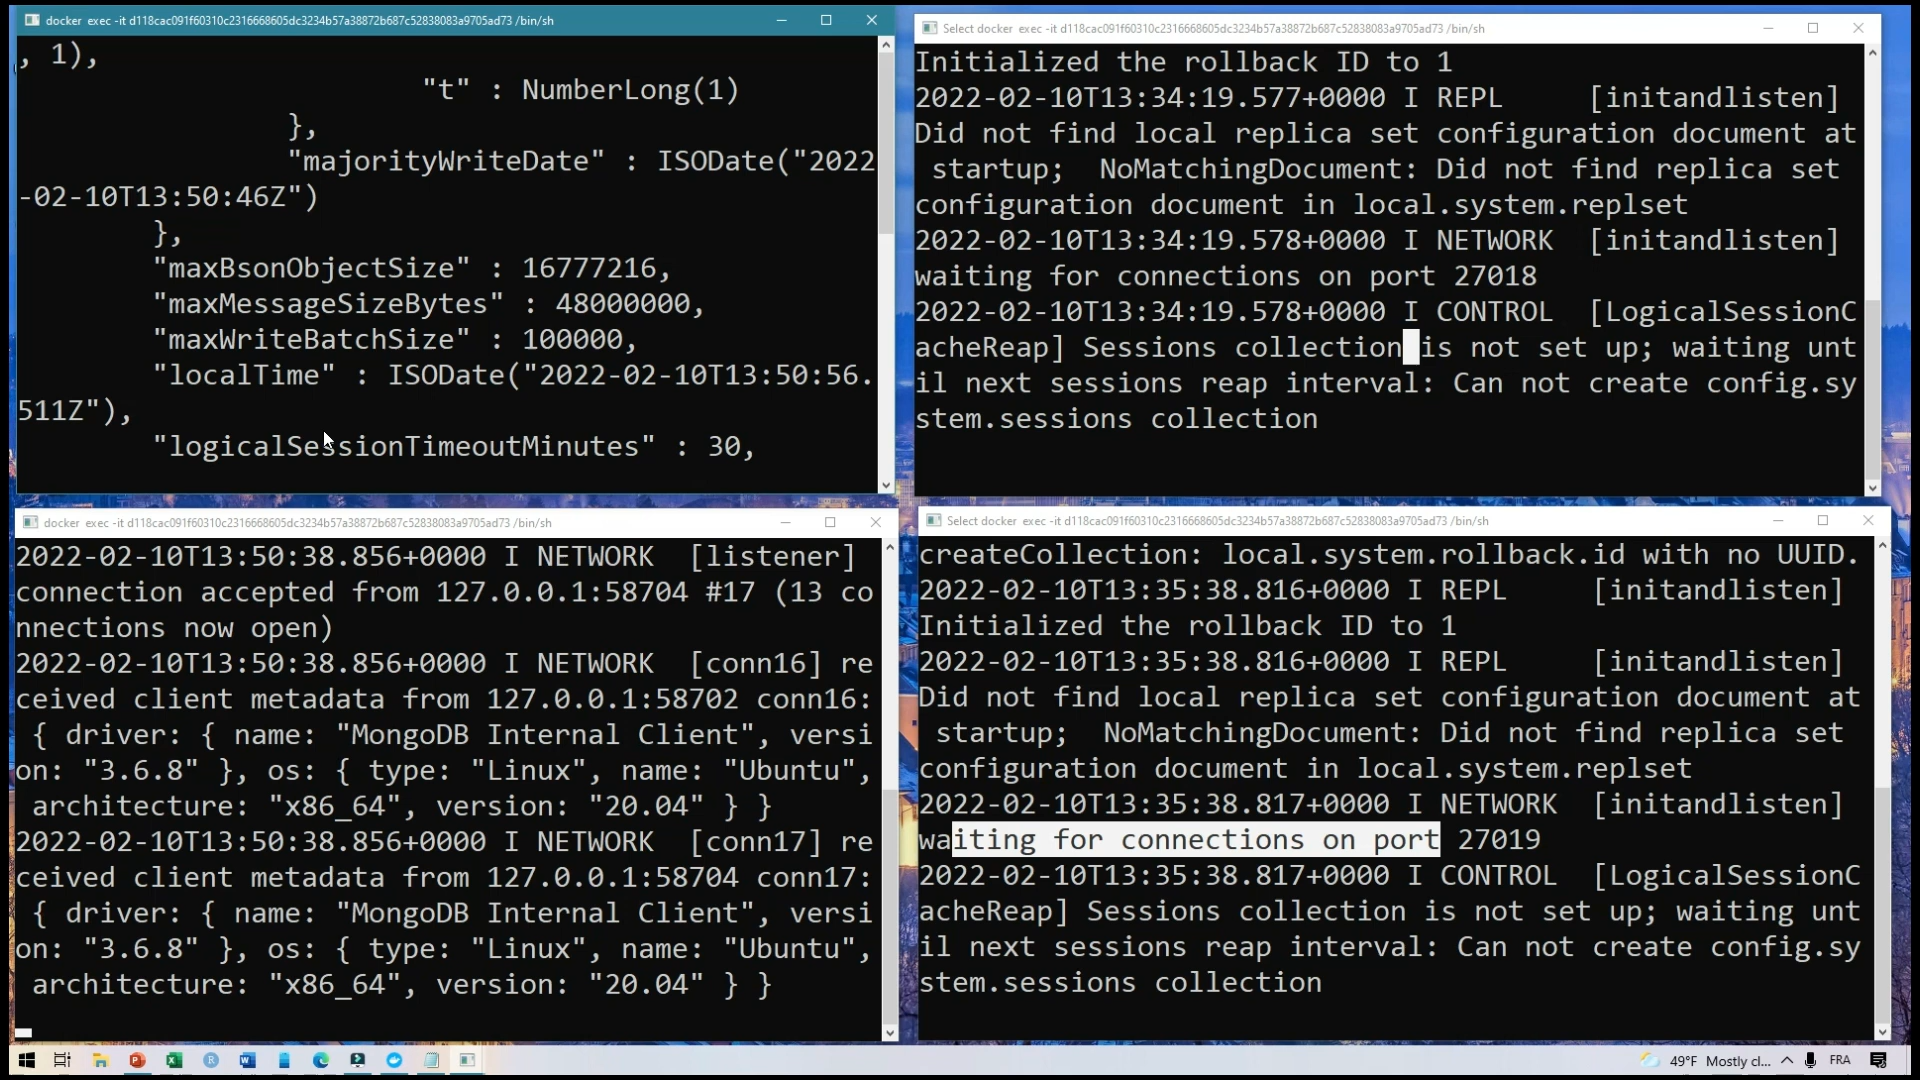 docker exec -it d118cac091f60310c2316668605dc3234b57a38872b687c52838083a9705ad73 /bin/sh
, 1),
"t" : NumberLong(1)
},
"majorityWriteDate" : ISODate("2022
-02-10T13:50:46Z")
},
"maxBsonObjectSize" : 16777216,
"maxMessageSizeBytes" : 48000000,
"maxWriteBatchSize" : 100000,
"localTime" : ISODate("2022-02-10T13:50:56.
511Z"),
"logicalSessionTimeoutMinutes" : 30,
Select docker exec -it d118cac091f60310c2316668605dc3234b57a38872b687c52838083a9705ad73 /bin/sh
Initialized the rollback ID to 1
2022-02-10T13:34:19.577+0000 I REPL     [initandlisten]
Did not find local replica set configuration document at
 startup;  NoMatchingDocument: Did not find replica set
configuration document in local.system.replset
2022-02-10T13:34:19.578+0000 I NETWORK  [initandlisten]
waiting for connections on port 27018
2022-02-10T13:34:19.578+0000 I CONTROL  [LogicalSessionC
acheReap] Sessions collection is not set up; waiting unt
il next sessions reap interval: Can not create config.sy
stem.sessions collection
docker exec -it d118cac091f60310c2316668605dc3234b57a38872b687c52838083a9705ad73 /bin/sh
2022-02-10T13:50:38.856+0000 I NETWORK  [listener]
connection accepted from 127.0.0.1:58704 #17 (13 co
nnections now open)
2022-02-10T13:50:38.856+0000 I NETWORK  [conn16] re
ceived client metadata from 127.0.0.1:58702 conn16:
 { driver: { name: "MongoDB Internal Client", versi
on: "3.6.8" }, os: { type: "Linux", name: "Ubuntu",
 architecture: "x86_64", version: "20.04" } }
2022-02-10T13:50:38.856+0000 I NETWORK  [conn17] re
ceived client metadata from 127.0.0.1:58704 conn17:
 { driver: { name: "MongoDB Internal Client", versi
on: "3.6.8" }, os: { type: "Linux", name: "Ubuntu",
 architecture: "x86_64", version: "20.04" } }
Select docker exec -it d118cac091f60310c2316668605dc3234b57a38872b687c52838083a9705ad73 /bin/sh
createCollection: local.system.rollback.id with no UUID.
2022-02-10T13:35:38.816+0000 I REPL     [initandlisten]
Initialized the rollback ID to 1
2022-02-10T13:35:38.816+0000 I REPL     [initandlisten]
Did not find local replica set configuration document at
 startup;  NoMatchingDocument: Did not find replica set
configuration document in local.system.replset
2022-02-10T13:35:38.817+0000 I NETWORK  [initandlisten]
waiting for connections on port 27019
2022-02-10T13:35:38.817+0000 I CONTROL  [LogicalSessionC
acheReap] Sessions collection is not set up; waiting unt
il next sessions reap interval: Can not create config.sy
stem.sessions collection
49°F Mostly cl... FRA